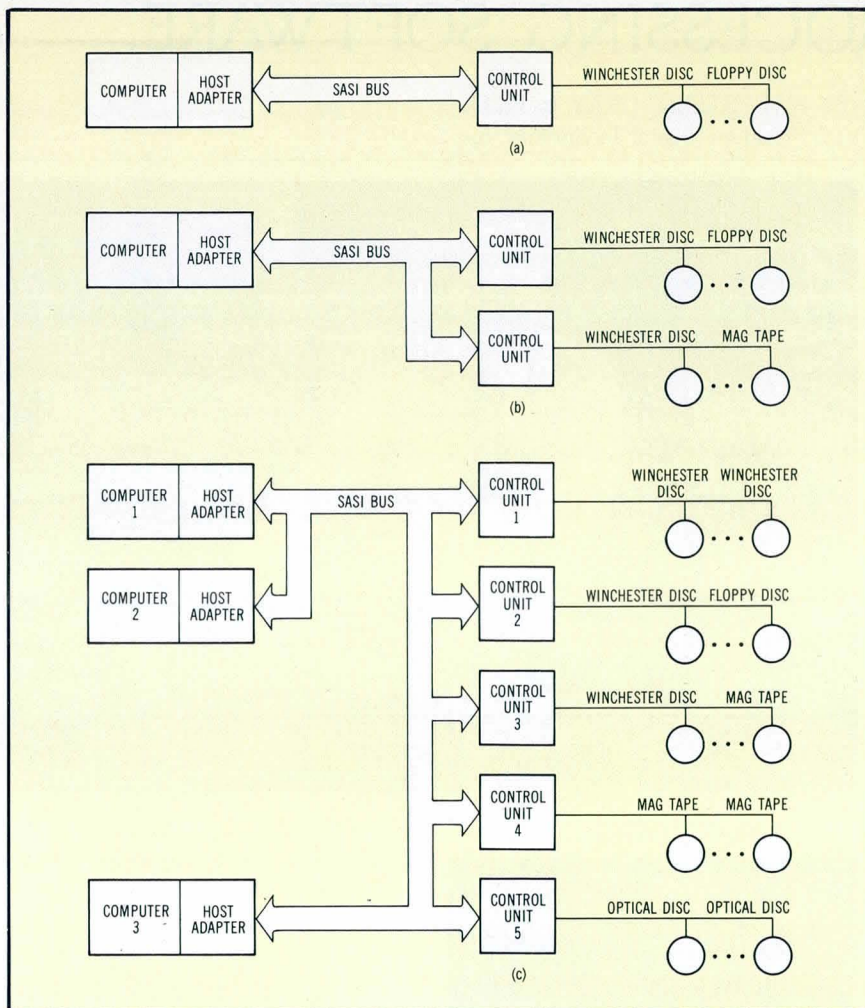 COMPUTER HOST ADAPTER SASI BUS CONTROL UNIT WINCHESTER DISC FLOPPY DISC
(a)
COMPUTER HOST ADAPTER SASI BUS CONTROL UNIT WINCHESTER DISC FLOPPY DISC
CONTROL UNIT WINCHESTER DISC MAG TAPE
(b)
COMPUTER 1 HOST ADAPTER SASI BUS CONTROL UNIT 1 WINCHESTER DISC WINCHESTER DISC
COMPUTER 2 HOST ADAPTER CONTROL UNIT 2 WINCHESTER DISC FLOPPY DISC
CONTROL UNIT 3 WINCHESTER DISC MAG TAPE
CONTROL UNIT 4 MAG TAPE MAG TAPE
COMPUTER 3 HOST ADAPTER CONTROL UNIT 5 OPTICAL DISC OPTICAL DISC
(c)